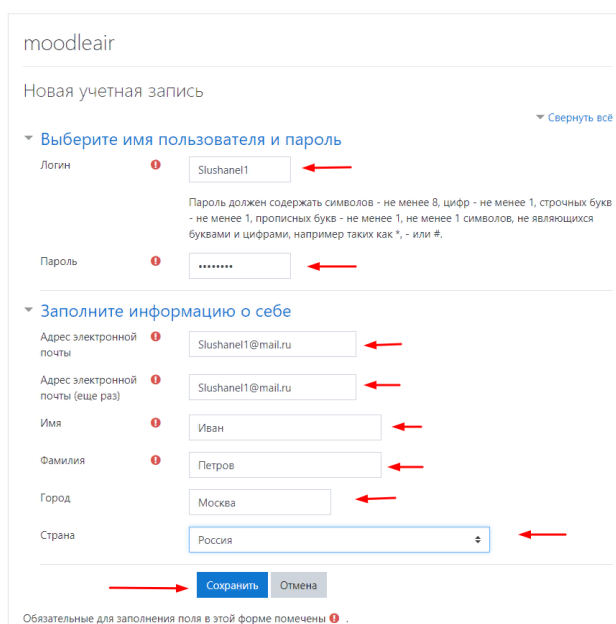 moodleair
Новая учетная запись
Свернуть всё
Выберите имя пользователя и пароль
Логин
Slushanel1
Пароль должен содержать символов - не менее 8, цифр - не менее 1, строчных букв
- не менее 1, прописных букв - не менее 1, не менее 1 символов, не являющихся
буквами и цифрами, например таких как *, - или #.
Пароль
••••••••
Заполните информацию о себе
Адрес электронной
почты
Slushanel1@mail.ru
Адрес электронной
почты (еще раз)
Slushanel1@mail.ru
Имя
Иван
Фамилия
Петров
Город
Москва
Страна
Россия
Сохранить Отмена
Обязательные для заполнения поля в этой форме помечены .